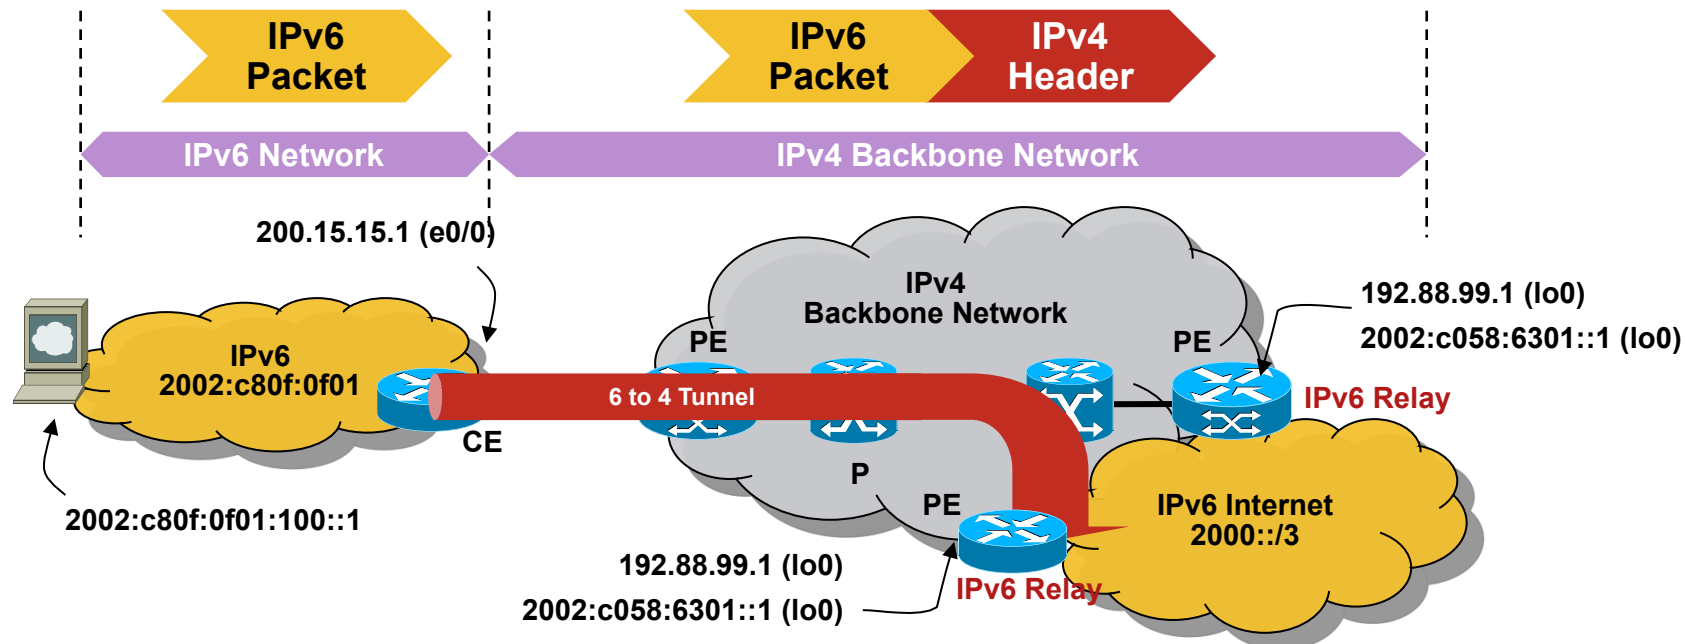 IPv6
Packet
IPv6
Packet
IPv4
Header
IPv6 Network
IPv4 Backbone Network
200.15.15.1 (e0/0)
IPv4
Backbone Network
192.88.99.1 (lo0)
2002:c058:6301::1 (lo0)
PE
PE
IPv6
2002:c80f:0f01
6 to 4 Tunnel
IPv6 Relay
CE
P
PE
IPv6 Internet
2000::/3
2002:c80f:0f01:100::1
192.88.99.1 (lo0)
IPv6 Relay
2002:c058:6301::1 (lo0)